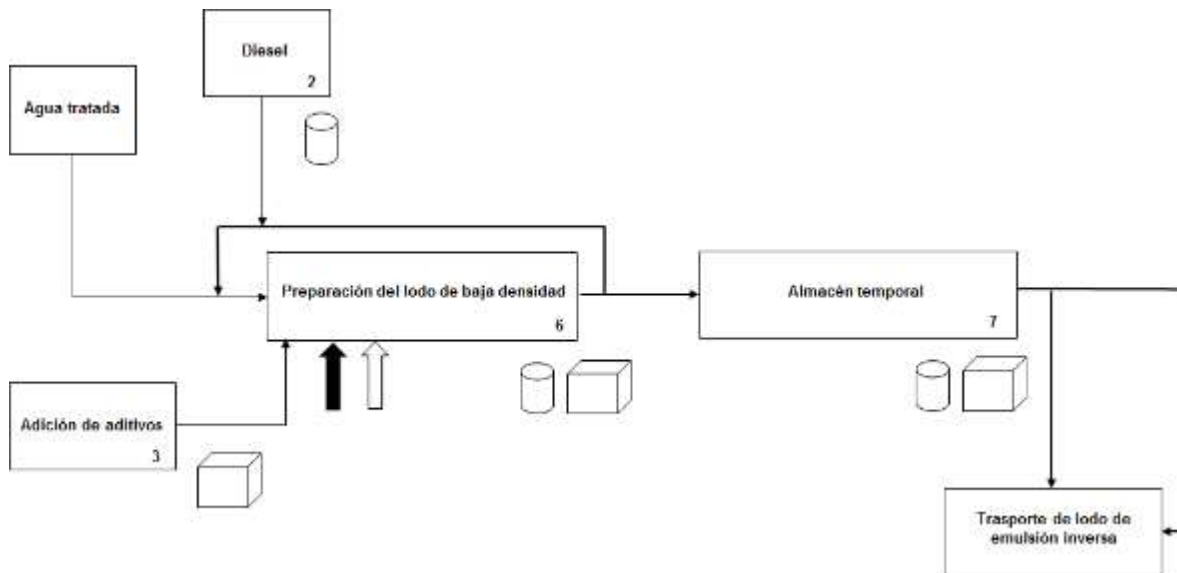 Diesel
2
Agua tratada
Preparación del lodo de baja densidad
6
Almacén temporal
7
Adición de aditivos
3
Trasporte de lodo de
emulsión inversa